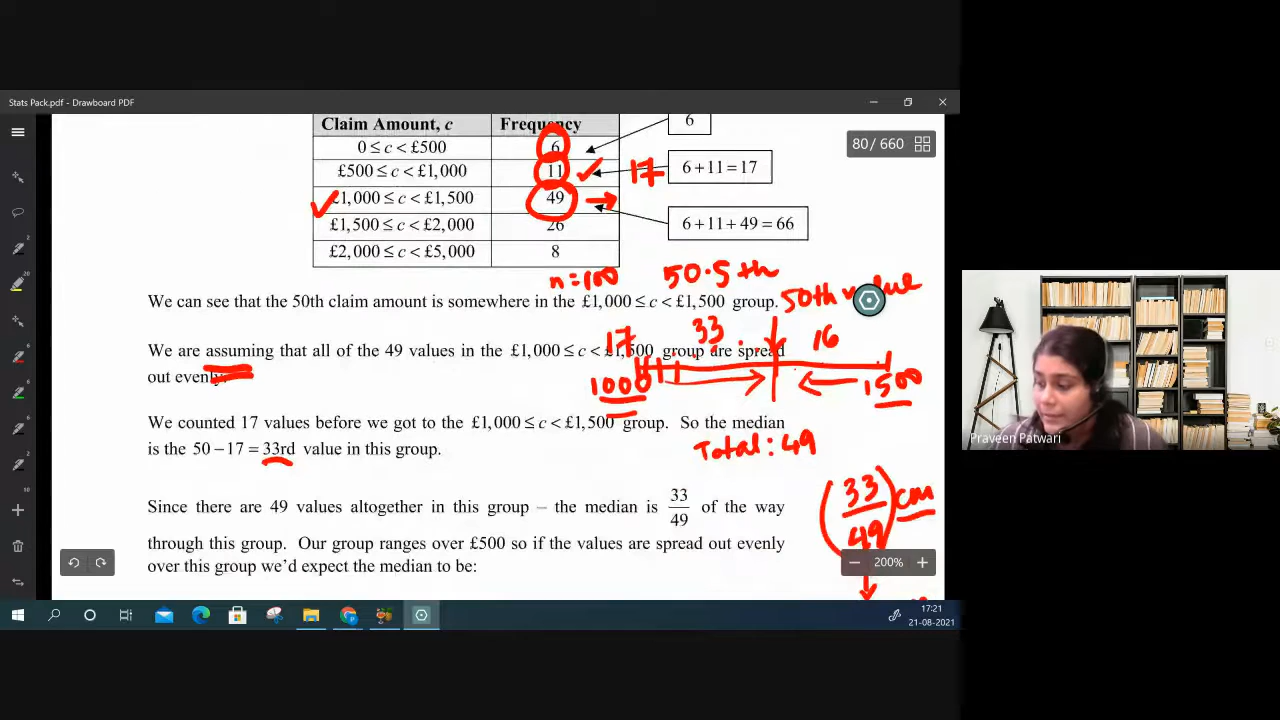 Stats Pack.pdf - Drawboard PDF
80 / 660
Claim Amount, c Frequency
0 ≤ c < £500 6
£500 ≤ c < £1,000 11
£1,000 ≤ c < £1,500 49
£1,500 ≤ c < £2,000 26
£2,000 ≤ c < £5,000 8
6
17 6 + 11 = 17
6 + 11 + 49 = 66
n = 100 50.5 th
50th value
We can see that the 50th claim amount is somewhere in the £1,000 ≤ c < £1,500 group.
17 33 16
We are assuming that all of the 49 values in the £1,000 ≤ c < £1,500 group are spread
out evenly.
1000 1500
We counted 17 values before we got to the £1,000 ≤ c < £1,500 group. So the median
is the 50 − 17 = 33rd value in this group.
Total : 49
Since there are 49 values altogether in this group – the median is 33/49 of the way
through this group. Our group ranges over £500 so if the values are spread out evenly
over this group we'd expect the median to be:
(33/49) cm
200%
Praveen Patwari
17:21
21-08-2021